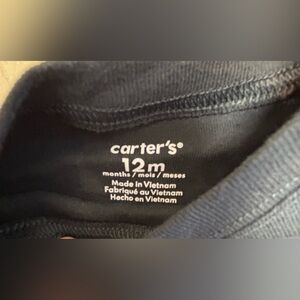 carter's®
12m
months / mois / meses
Made in Vietnam
Fabriqué au Vietnam
Hecho en Vietnam